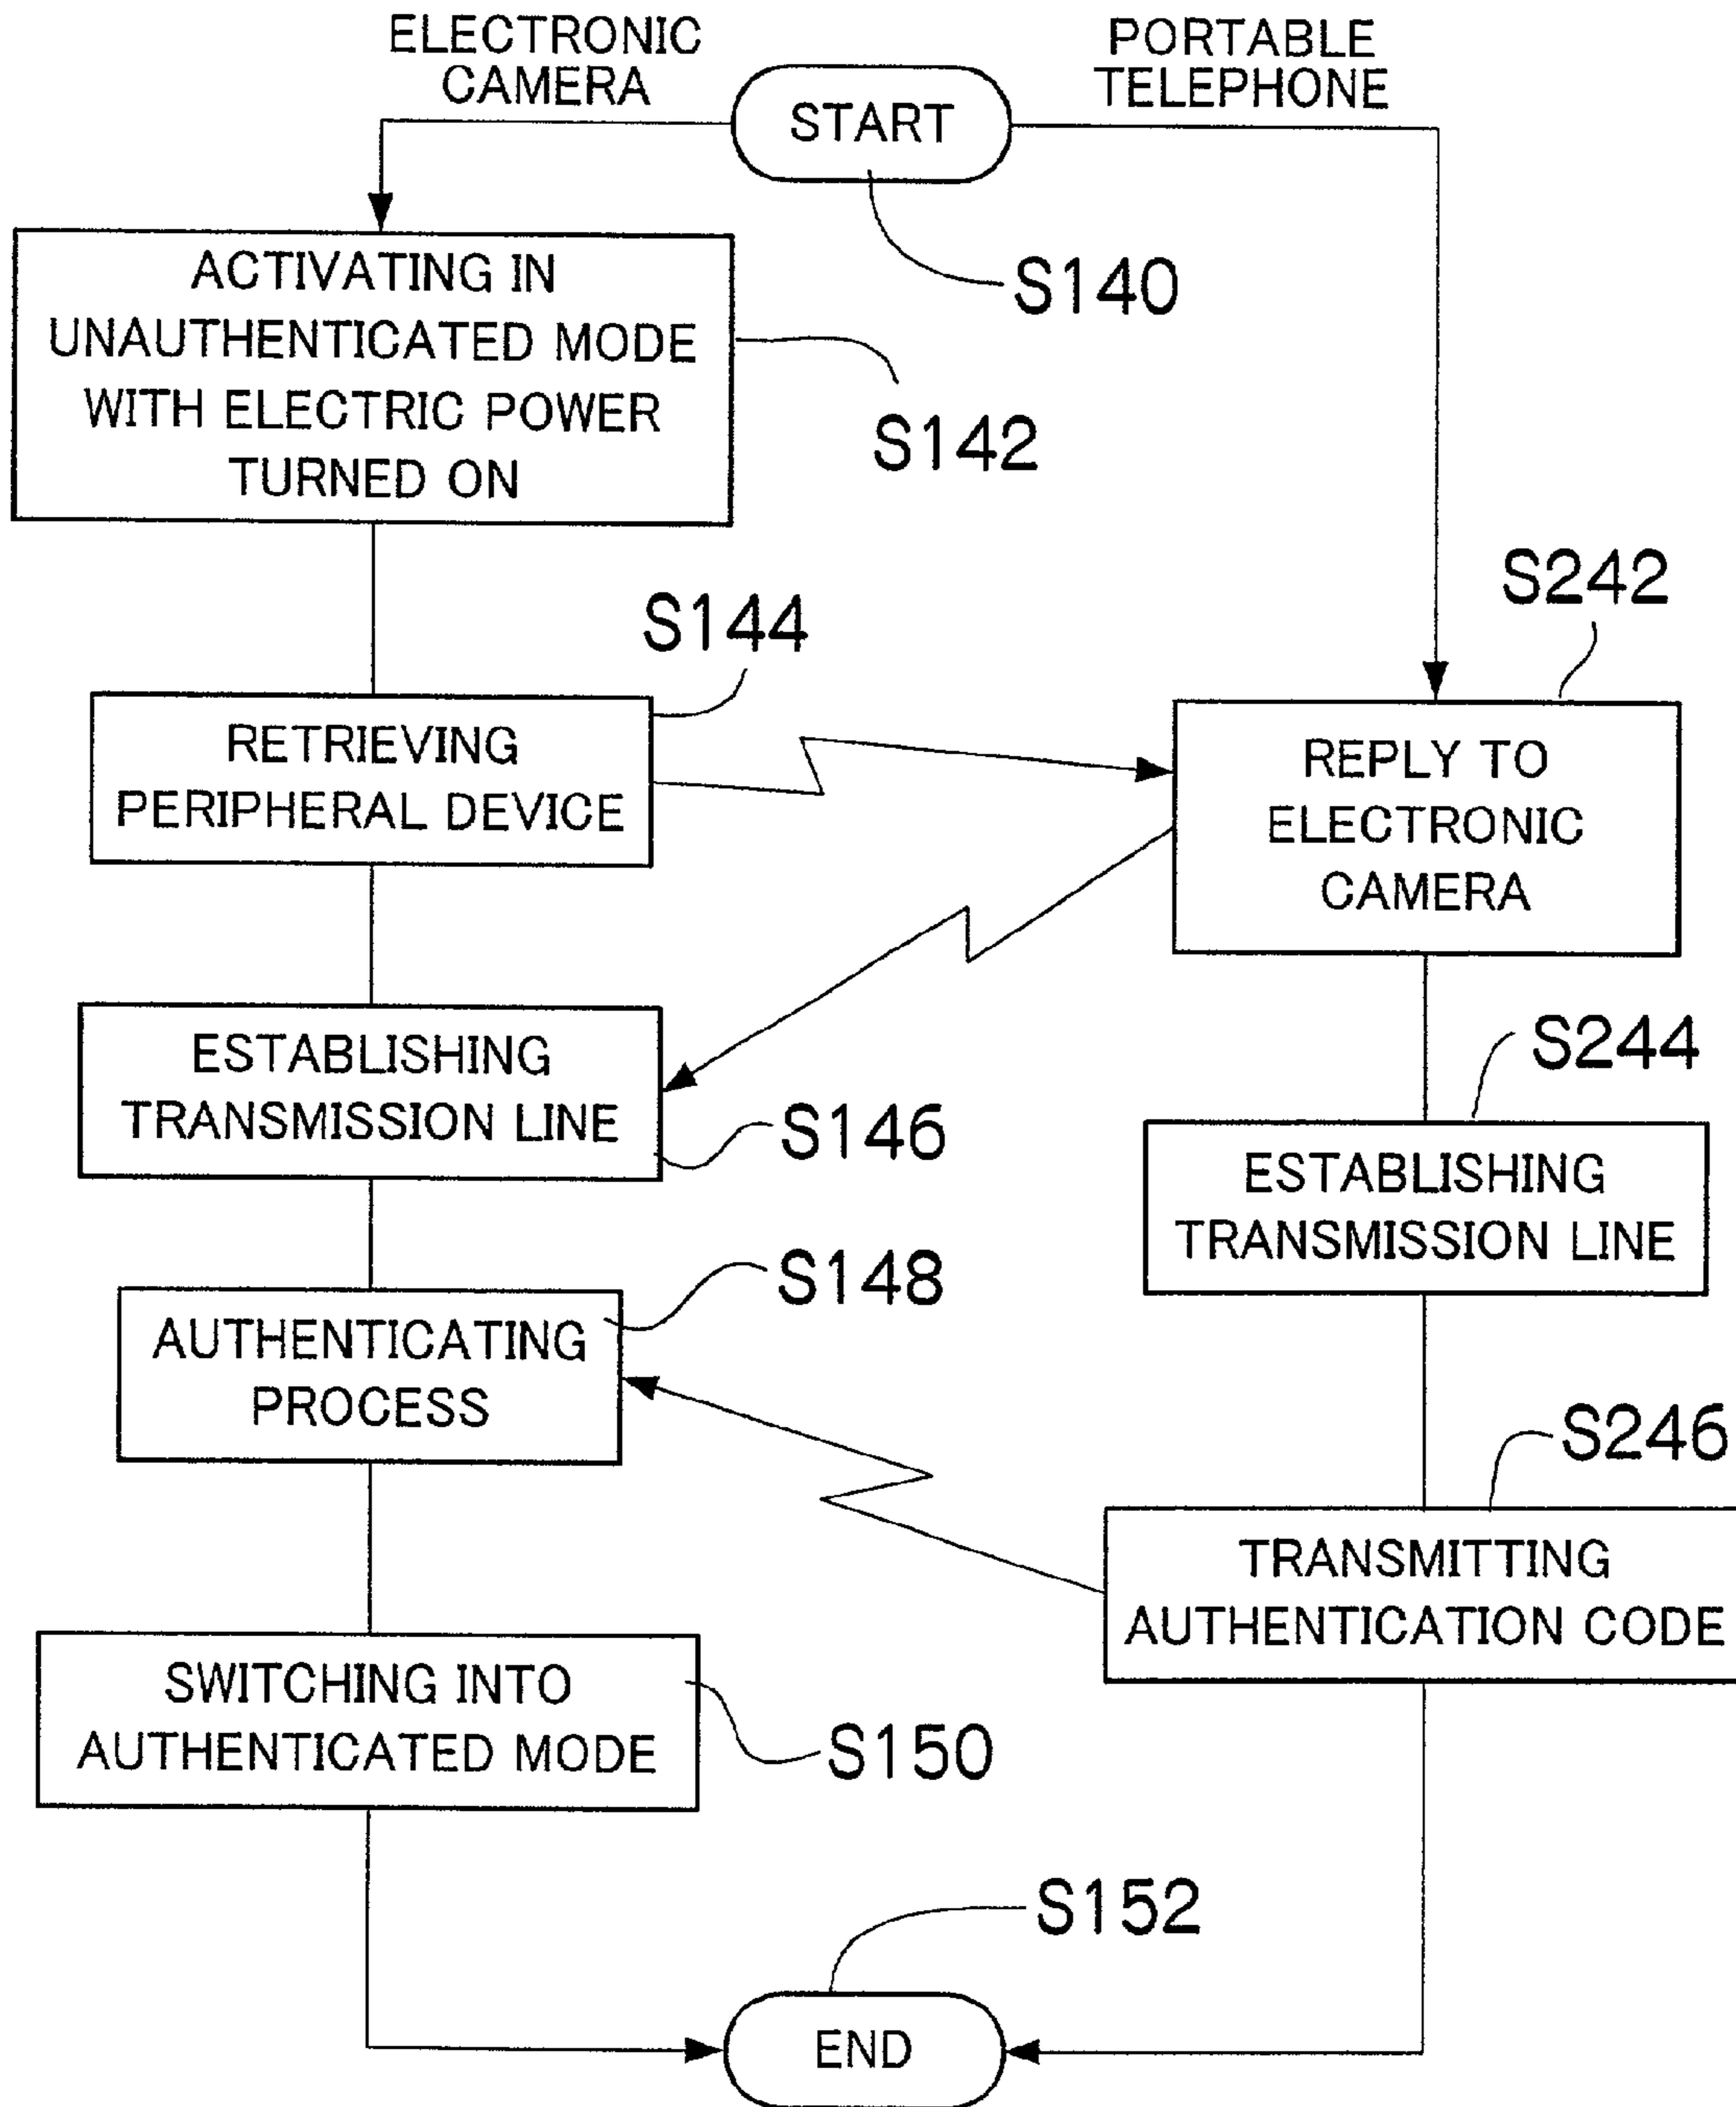 ELECTRONIC
CAMERA
PORTABLE
TELEPHONE
START
S140
ACTIVATING IN
UNAUTHENTICATED MODE
WITH ELECTRIC POWER
TURNED ON
S142
S242
S144
RETRIEVING
PERIPHERAL DEVICE
REPLY TO
ELECTRONIC
CAMERA
ESTABLISHING
TRANSMISSION LINE
S146
S244
ESTABLISHING
TRANSMISSION LINE
S148
AUTHENTICATING
PROCESS
S246
TRANSMITTING
AUTHENTICATION CODE
SWITCHING INTO
AUTHENTICATED MODE
S150
S152
END